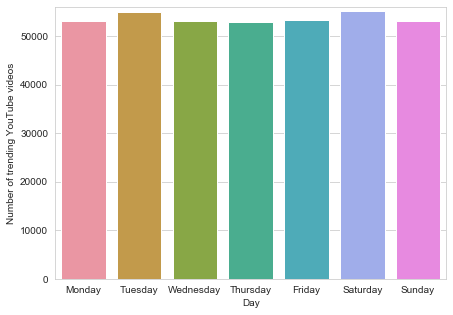 Number of trending YouTube videos
50000
40000
30000
20000
10000
0
Monday Tuesday Wednesday Thursday Friday Saturday Sunday
Day